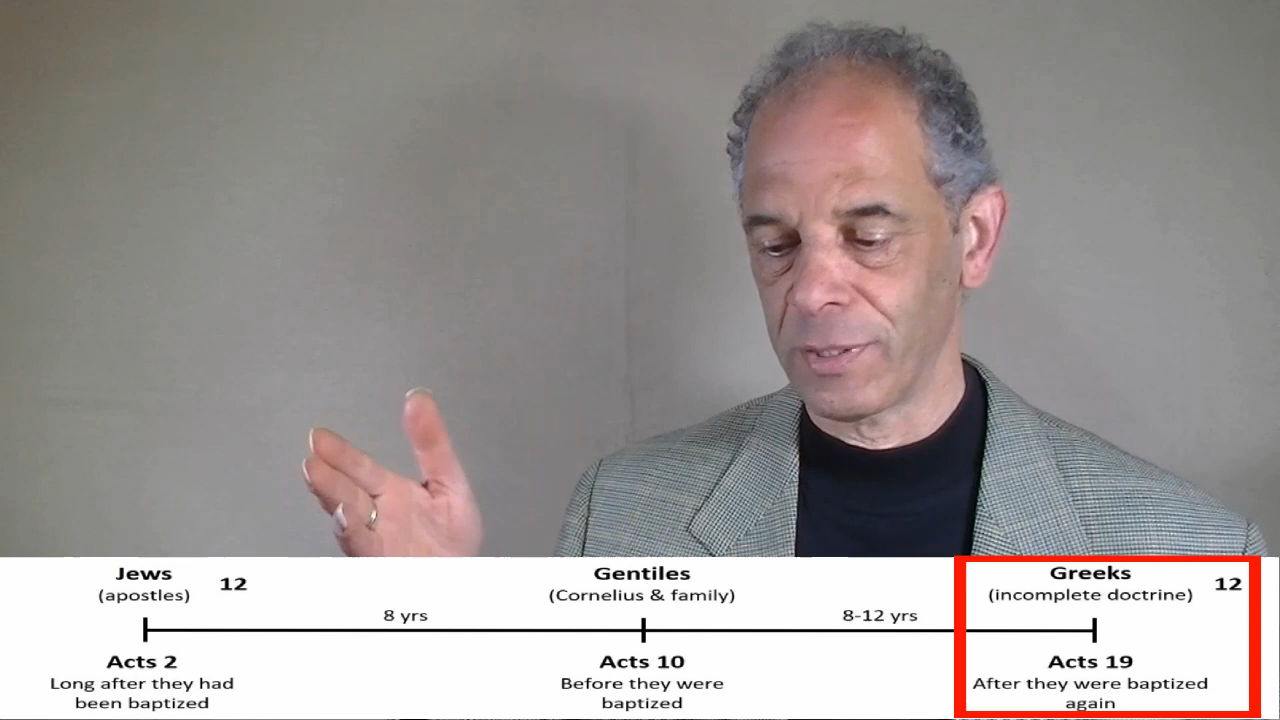 Jews
(apostles)
12
8 yrs
Acts 2
Long after they had
been baptized
Gentiles
(Cornelius & family)
8-12 yrs
Acts 10
Before they were
baptized
Greeks
(incomplete doctrine)
12
Acts 19
After they were baptized
again